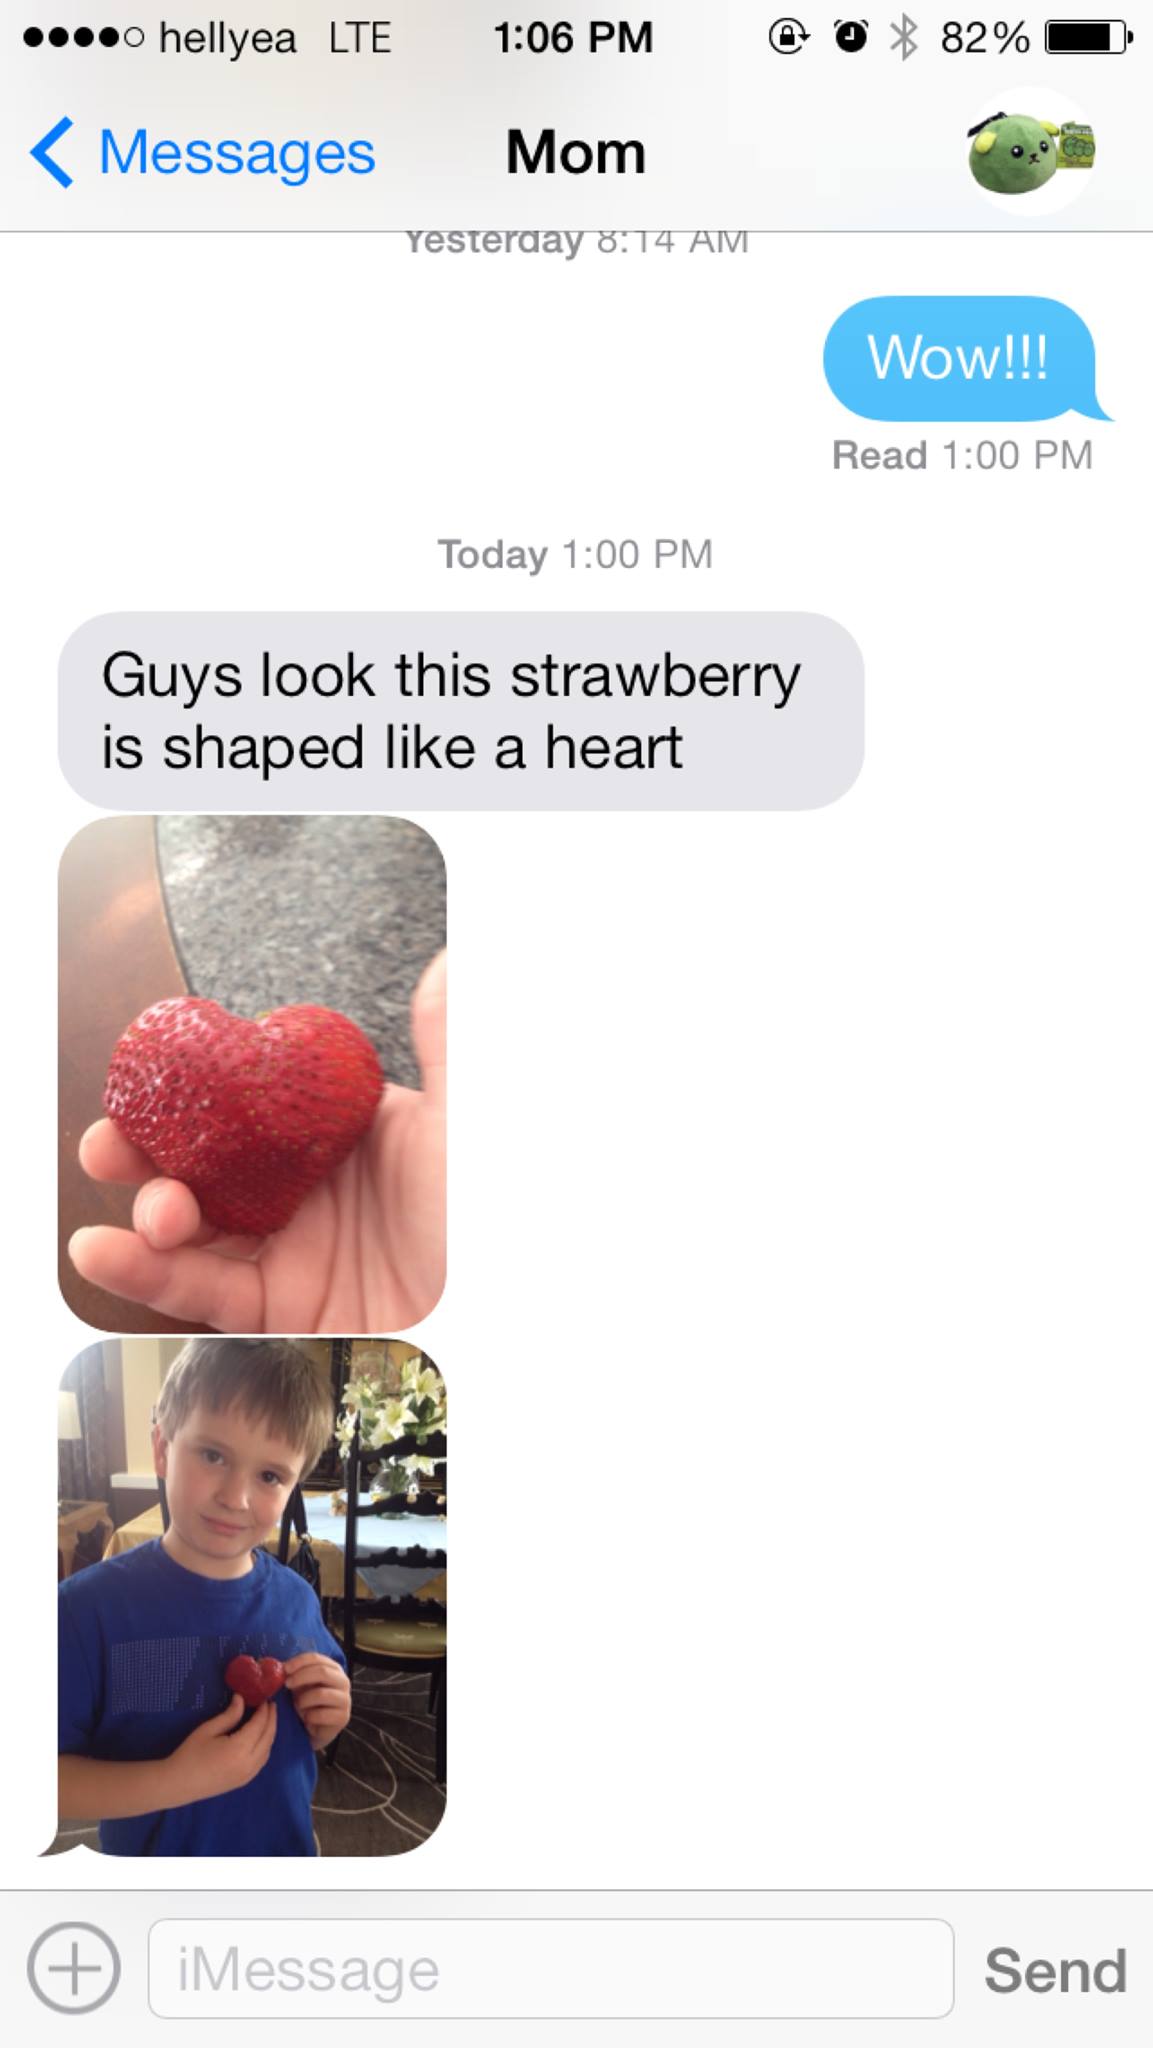 hellyea LTE 1:06 PM 82%
Messages Mom
Yesterday 8:14 AM
Wow!!!
Read 1:00 PM
Today 1:00 PM
Guys look this strawberry
is shaped like a heart
iMessage Send